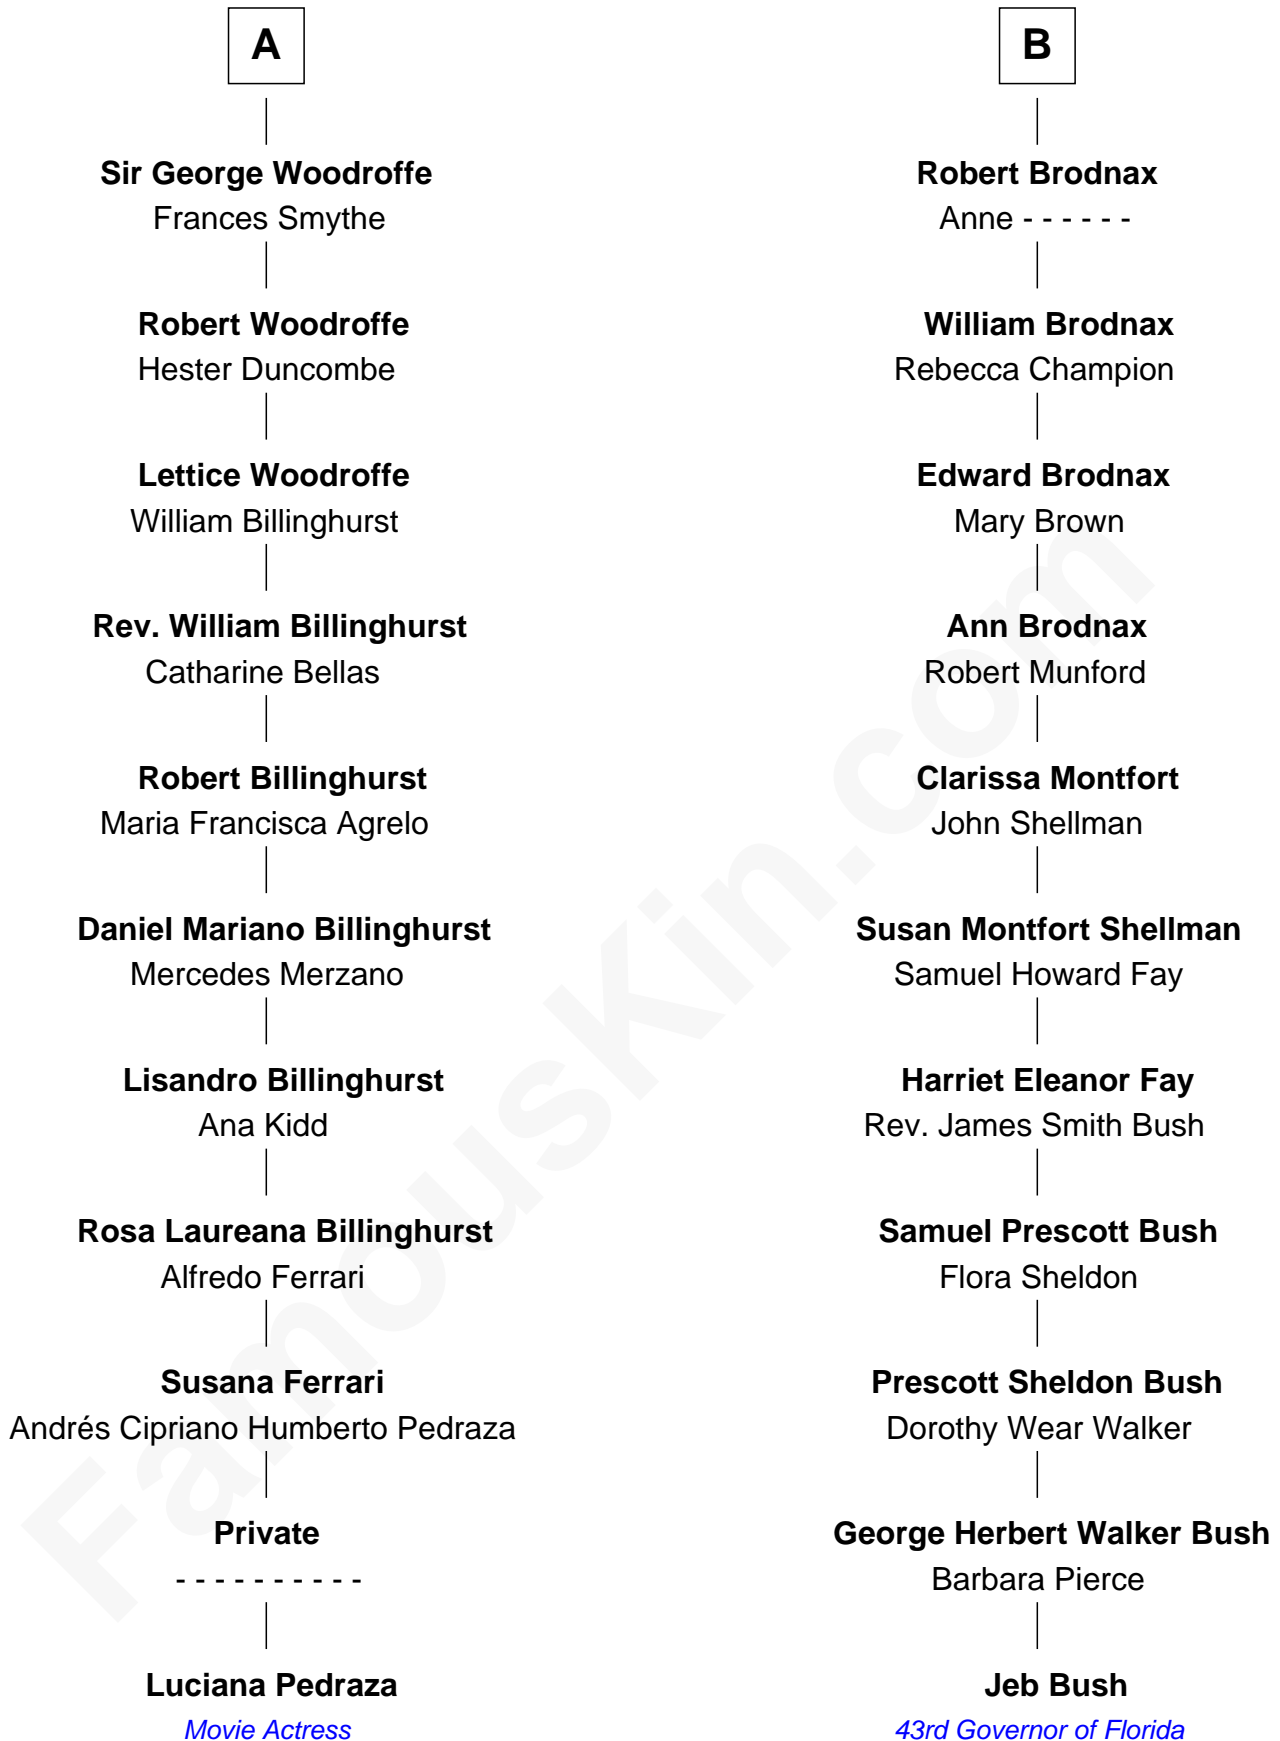 A
Sir George Woodroffe
Frances Smythe
Robert Woodroffe
Hester Duncombe
Lettice Woodroffe
William Billinghurst
Rev. William Billinghurst
Catharine Bellas
Robert Billinghurst
Maria Francisca Agrelo
Daniel Mariano Billinghurst
Mercedes Merzano
Lisandro Billinghurst
Ana Kidd
Rosa Laureana Billinghurst
Alfredo Ferrari
Susana Ferrari
Andrés Cipriano Humberto Pedraza
Private
- - - - - - - - - -
Luciana Pedraza
Movie Actress
B
Robert Brodnax
Anne - - - - - -
William Brodnax
Rebecca Champion
Edward Brodnax
Mary Brown
Ann Brodnax
Robert Munford
Clarissa Montfort
John Shellman
Susan Montfort Shellman
Samuel Howard Fay
Harriet Eleanor Fay
Rev. James Smith Bush
Samuel Prescott Bush
Flora Sheldon
Prescott Sheldon Bush
Dorothy Wear Walker
George Herbert Walker Bush
Barbara Pierce
Jeb Bush
43rd Governor of Florida
FamousKin.com